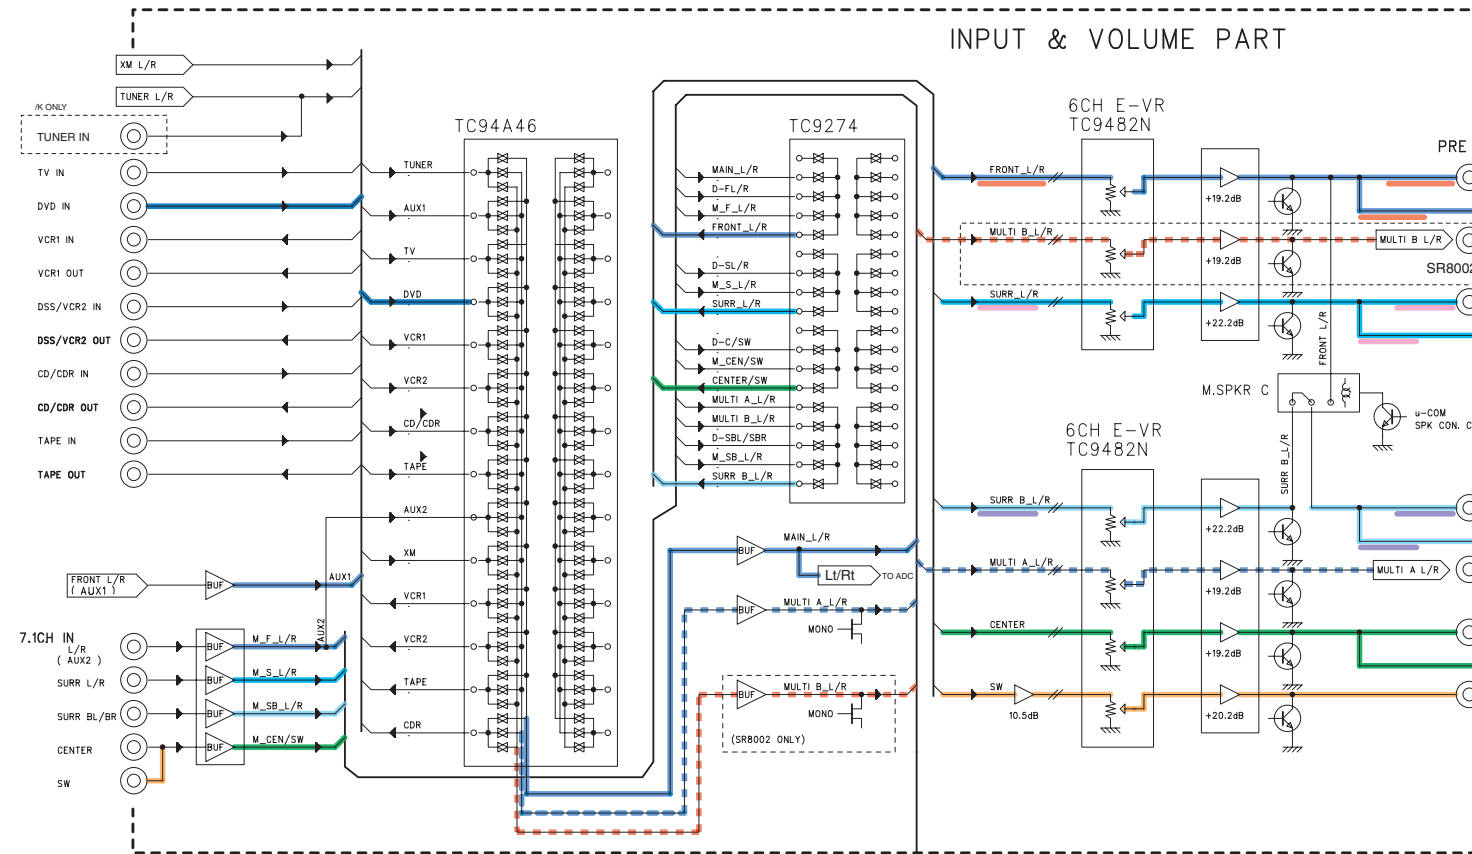 INPUT & VOLUME PART
XM L/R
TUNER L/R
/K ONLY
TUNER IN
TV IN
DVD IN
VCR1 IN
VCR1 OUT
DSS/VCR2 IN
DSS/VCR2 OUT
CD/CDR IN
CD/CDR OUT
TAPE IN
TAPE OUT
FRONT L/R
( AUX1 )
BUF
AUX1
7.1CH IN
L/R
( AUX2 )
SURR L/R
SURR BL/BR
CENTER
SW
BUF
M_F_L/R
BUF
M_S_L/R
BUF
M_SB_L/R
BUF
M_CEN/SW
AUX2
AUX2
TC94A46
TUNER
AUX1
TV
DVD
VCR1
VCR2
CD/CDR
TAPE
AUX2
XM
VCR1
VCR2
TAPE
CDR
TC9274
MAIN_L/R
D-FL/R
M_F_L/R
FRONT_L/R
D-SL/R
M_S_L/R
SURR_L/R
D-C/SW
M_CEN/SW
CENTER/SW
MULTI A_L/R
MULTI B_L/R
D-SBL/SBR
M_SB_L/R
SURR B_L/R
BUF
MAIN_L/R
Lt/Rt
TO ADC
BUF
MULTI A_L/R
MONO
BUF
MULTI B_L/R
MONO
(SR8002 ONLY)
6CH E-VR
TC9482N
FRONT_L/R
+19.2dB
MULTI B_L/R
+19.2dB
MULTI B L/R
SURR_L/R
+22.2dB
PRE
SR8002
FRONT L/R
M.SPKR C
u-COM
SPK CON. C
SURR B_L/R
6CH E-VR
TC9482N
SURR B_L/R
+22.2dB
MULTI A_L/R
+19.2dB
MULTI A L/R
CENTER
+19.2dB
SW
10.5dB
+20.2dB